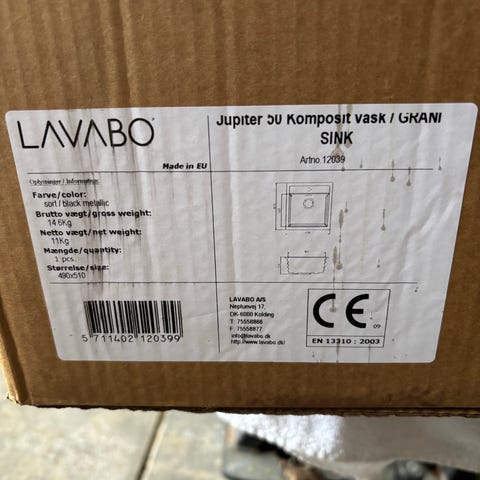 LAVABO
Made in EU
Jupiter 50 Komposit vask / GRANI
SINK
Artno 12039
Oplysninger / Information:
Farve/color:
sort / black metallic
Brutto vægt/gross weight:
14.6Kg
Netto vægt/net weight:
11Kg
Mængde/quantity:
1 pcs.
Størrelse/size:
490x510
5 711402 120399
LAVABO A/S
Neptunvej 17,
DK-6000 Kolding
T: 75558866
F: 75558877
info@lavabo.dk
http://www.lavabo.dk/
CE
09
EN 13310 : 2003